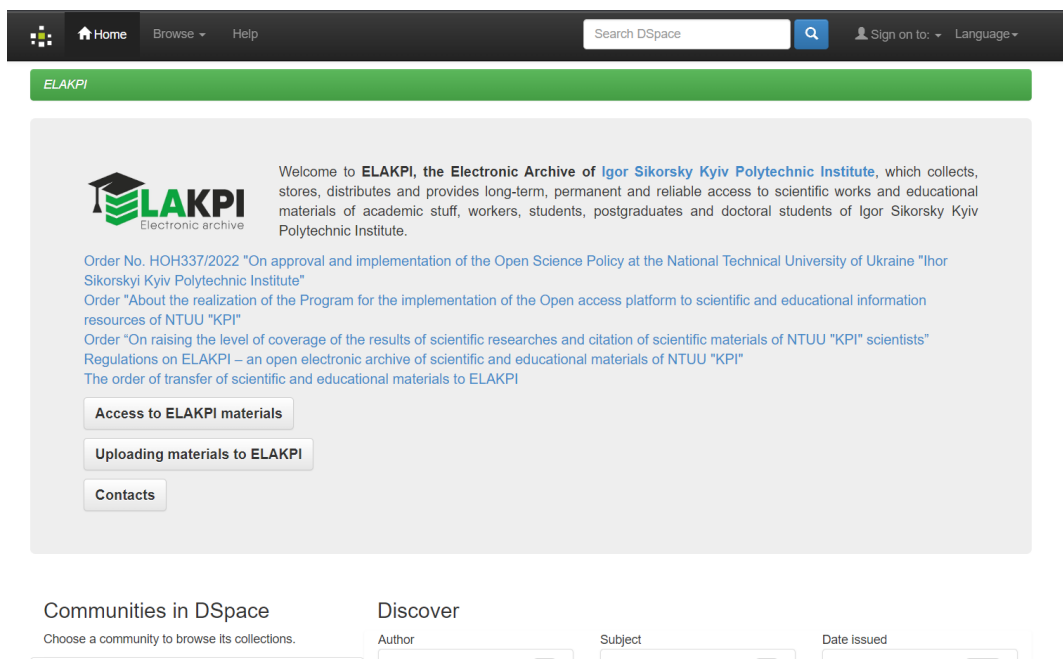 Home Browse Help Search DSpace Sign on to: Language
ELAKPI
ELAKPI
Electronic archive
Welcome to ELAKPI, the Electronic Archive of Igor Sikorsky Kyiv Polytechnic Institute, which collects,
stores, distributes and provides long-term, permanent and reliable access to scientific works and educational
materials of academic stuff, workers, students, postgraduates and doctoral students of Igor Sikorsky Kyiv
Polytechnic Institute.
Order No. HOH337/2022 "On approval and implementation of the Open Science Policy at the National Technical University of Ukraine "Ihor
Sikorskyi Kyiv Polytechnic Institute"
Order "About the realization of the Program for the implementation of the Open access platform to scientific and educational information
resources of NTUU "KPI"
Order “On raising the level of coverage of the results of scientific researches and citation of scientific materials of NTUU "KPI" scientists”
Regulations on ELAKPI – an open electronic archive of scientific and educational materials of NTUU "KPI"
The order of transfer of scientific and educational materials to ELAKPI
Access to ELAKPI materials
Uploading materials to ELAKPI
Contacts
Communities in DSpace
Choose a community to browse its collections.
Discover
Author Subject Date issued